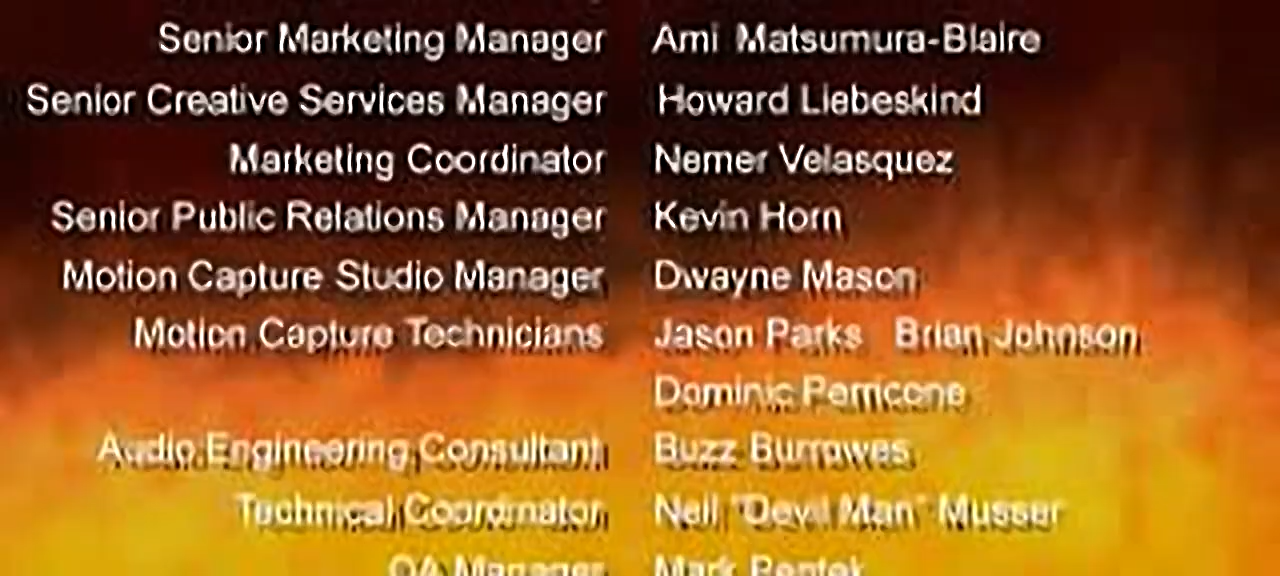 Senior Marketing Manager Ami Matsumura-Blaire
Senior Creative Services Manager Howard Liebeskind
Marketing Coordinator Nemer Velasquez
Senior Public Relations Manager Kevin Horn
Motion Capture Studio Manager Dwayne Mason
Motion Capture Technicians Jason Parks Brian Johnson
Dominic Perricone
Audio Engineering Consultant Buzz Burrowes
Technical Coordinator Neil "Devil Man" Musser
QA Manager Mark